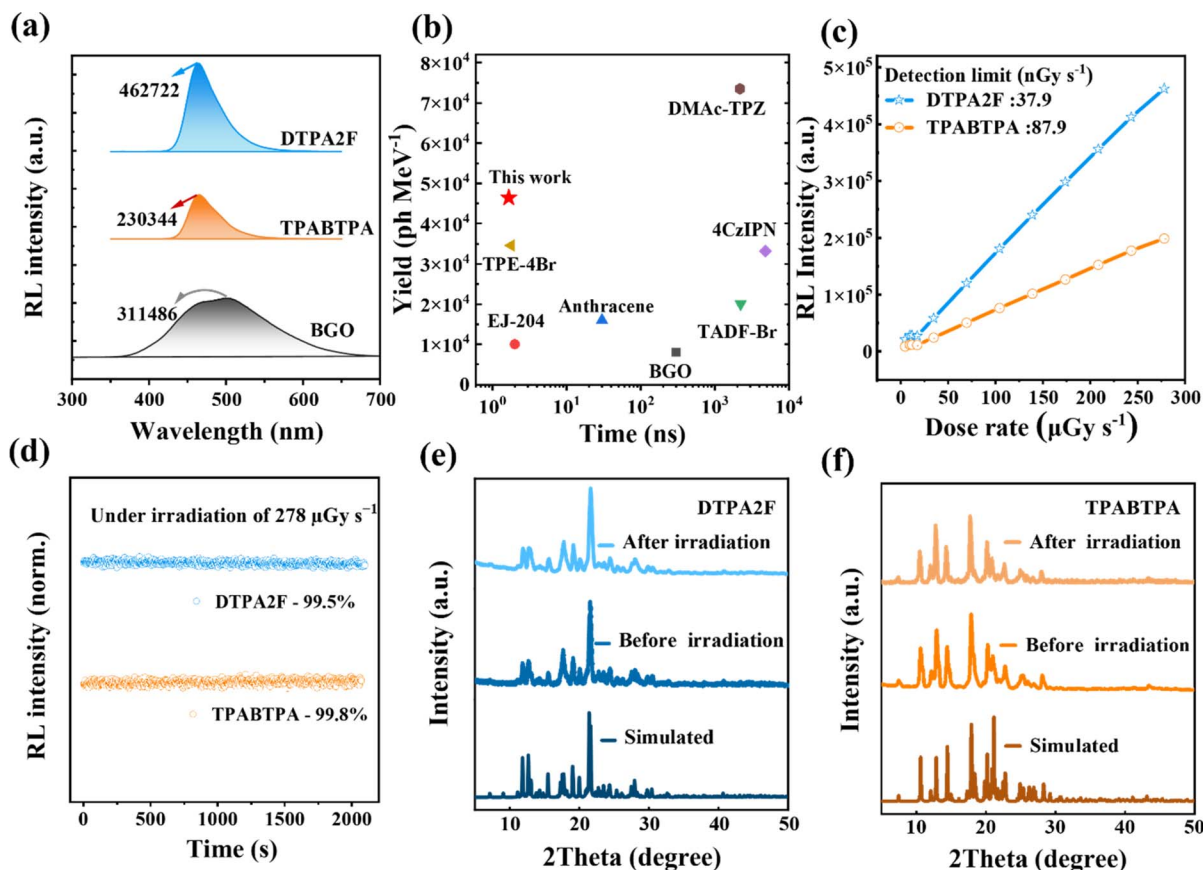 (a)
RL intensity (a.u.)
462722
DTPA2F
230344
TPABTPA
311486
BGO
300 400 500 600 700
Wavelength (nm)
(b)
Yield (ph MeV⁻¹)
8×10⁴
7×10⁴
6×10⁴
5×10⁴
4×10⁴
3×10⁴
2×10⁴
1×10⁴
0
DMAc-TPZ
This work
4CzIPN
TPE-4Br
Anthracene
TADF-Br
EJ-204
BGO
10⁰ 10¹ 10² 10³ 10⁴
Time (ns)
(c)
RL Intensity (a.u.)
5×10⁵
4×10⁵
3×10⁵
2×10⁵
1×10⁵
0
Detection limit (nGy s⁻¹)
DTPA2F :37.9
TPABTPA :87.9
0 50 100 150 200 250 300
Dose rate (μGy s⁻¹)
(d)
RL intensity (norm.)
Under irradiation of 278 μGy s⁻¹
DTPA2F - 99.5%
TPABTPA - 99.8%
0 500 1000 1500 2000
Time (s)
(e)
Intensity (a.u.)
DTPA2F
After irradiation
Before irradiation
Simulated
10 20 30 40 50
2Theta (degree)
(f)
Intensity (a.u.)
TPABTPA
After irradiation
Before irradiation
Simulated
10 20 30 40 50
2Theta (degree)